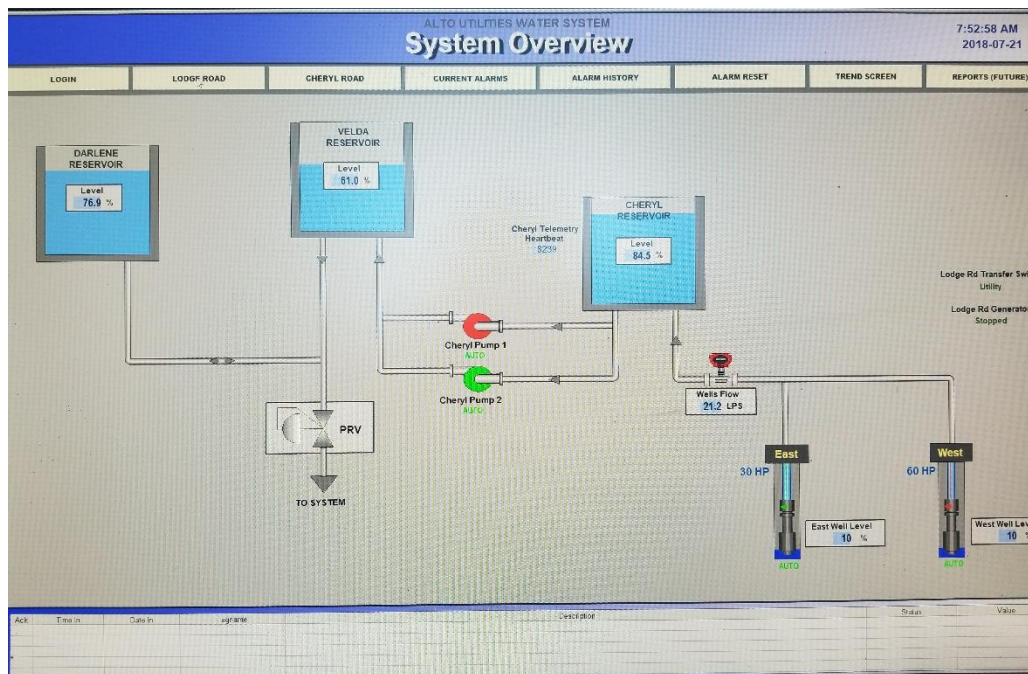 ALTO UTILITIES WATER SYSTEM
System Overview
7:52:58 AM
2018-07-21
LOGIN
LODGE ROAD
CHERYL ROAD
CURRENT ALARMS
ALARM HISTORY
ALARM RESET
TREND SCREEN
REPORTS (FUTURE)
DARLENE
RESERVOIR
Level
76.9 %
VELDA
RESERVOIR
Level
61.0 %
CHERYL
RESERVOIR
Level
84.5 %
Cheryl Telemetry
Heartbeat
8239
Lodge Rd Transfer Swi
Utility
Lodge Rd Generator
Stopped
Cheryl Pump 1
AUTO
Cheryl Pump 2
AUTO
Wells Flow
21.2 LPS
PRV
TO SYSTEM
East
30 HP
East Well Level
10 %
AUTO
West
60 HP
West Well Lev
10 %
AUTO
Ack
Time In
Date In
Description
Status
Value